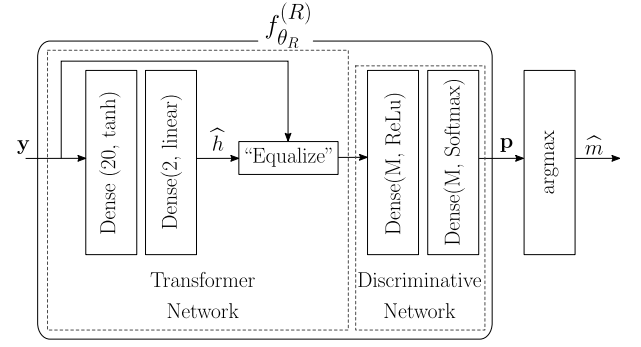 f_{θ_R}^{(R)}
y
Dense (20, tanh)
Dense(2, linear)
ĥ
“Equalize”
Dense(M, ReLu)
Dense(M, Softmax)
p
argmax
m̂
Transformer
Network
Discriminative
Network